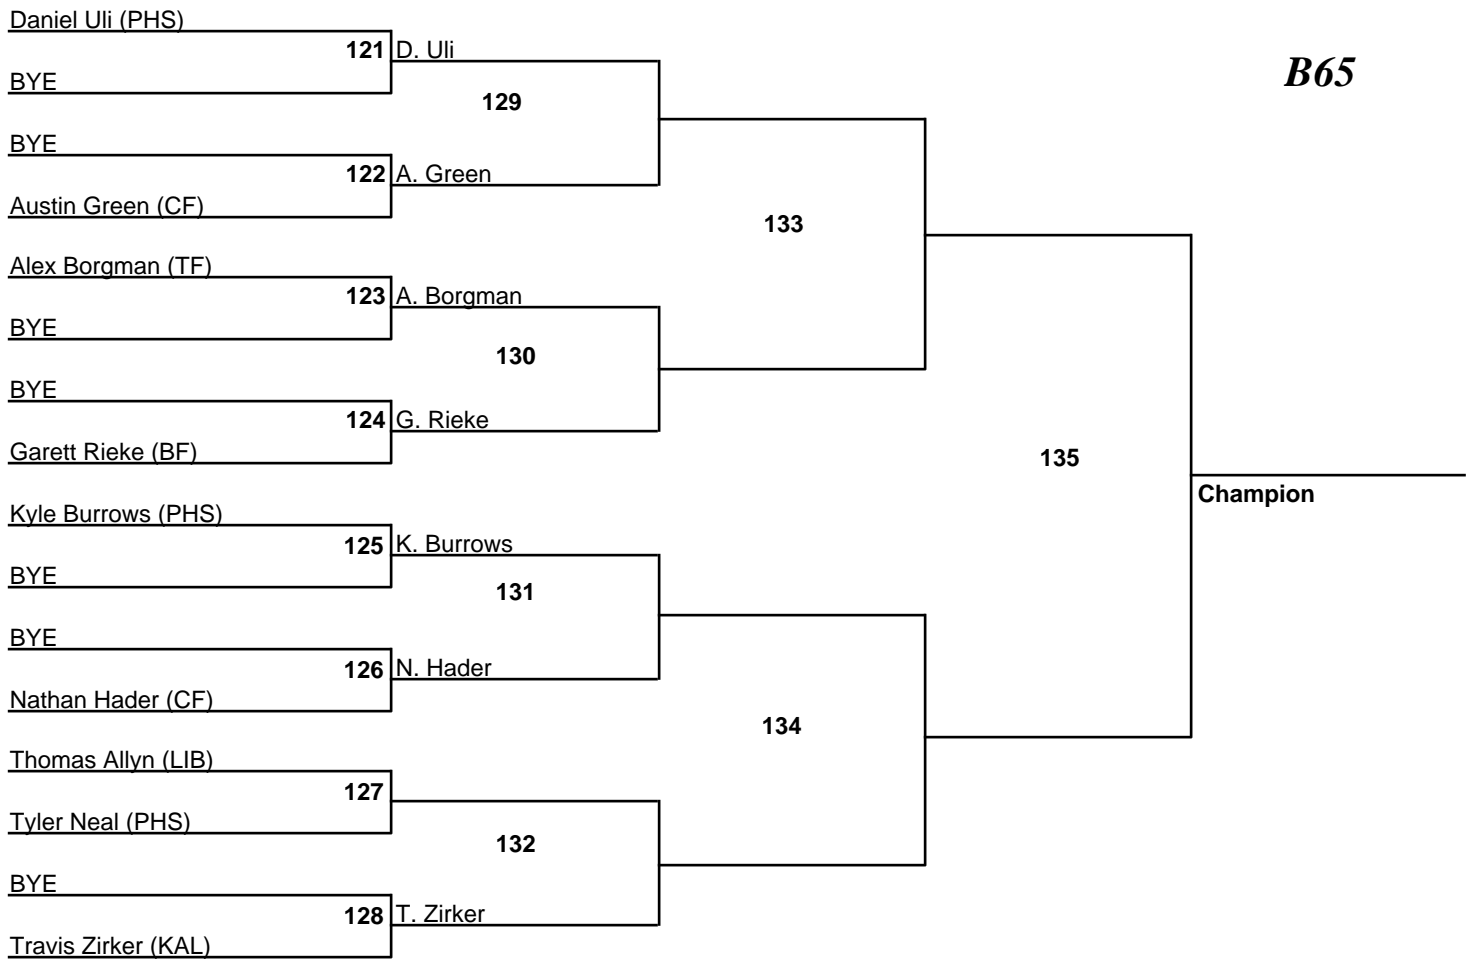 Daniel Uli (PHS)
121 D. Uli
B65
BYE
129
BYE
122 A. Green
Austin Green (CF)
133
Alex Borgman (TF)
123 A. Borgman
BYE
130
BYE
124 G. Rieke
Garett Rieke (BF)
135
Champion
Kyle Burrows (PHS)
125 K. Burrows
BYE
131
BYE
126 N. Hader
Nathan Hader (CF)
134
Thomas Allyn (LIB)
127
Tyler Neal (PHS)
132
BYE
128 T. Zirker
Travis Zirker (KAL)